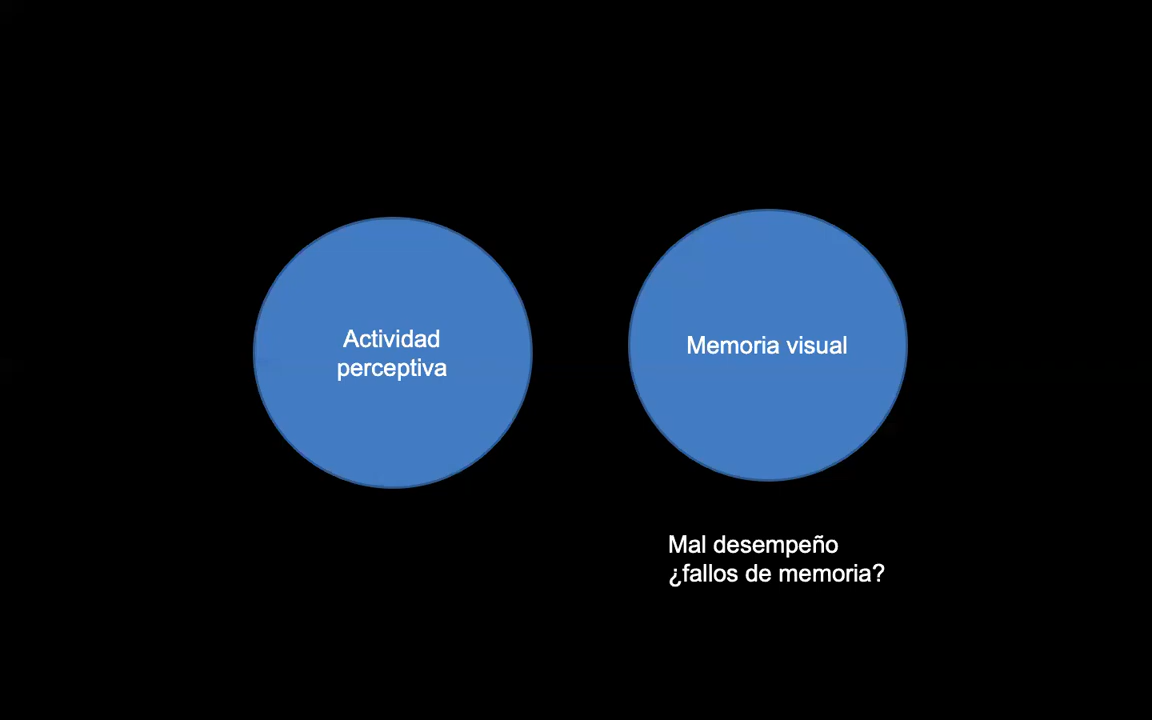 Actividad
perceptiva
Memoria visual
Mal desempeño
¿fallos de memoria?